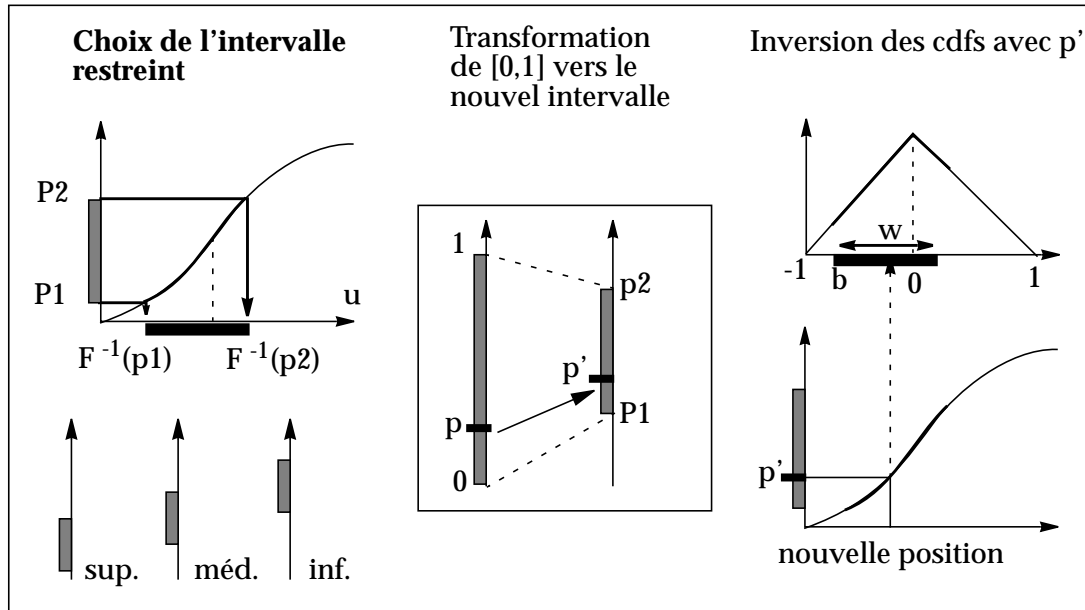 Choix de l'intervalle
restreint
P2
P1
u
F -1(p1)
F -1(p2)
sup.
méd.
inf.
Transformation
de [0,1] vers le
nouvel intervalle
1
p2
p'
P1
p
0
Inversion des cdfs avec p'
w
-1
b
0
1
p'
nouvelle position